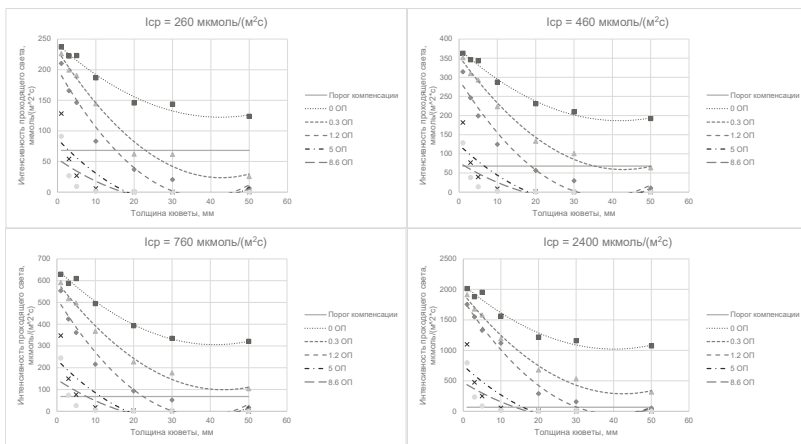 Iср = 260 мкмоль/(м²с)
Интенсивность проходящего света, мкмоль/(м^2*с)
250
200
150
100
50
0
0 10 20 30 40 50 60
Толщина кюветы, мм
Порог компенсации
0 ОП
0.3 ОП
1.2 ОП
5 ОП
8.6 ОП
Iср = 460 мкмоль/(м²с)
Интенсивность проходящего света, мкмоль/(м^2*с)
400
350
300
250
200
150
100
50
0
0 10 20 30 40 50 60
Толщина кюветы, мм
Порог компенсации
0 ОП
0.3 ОП
1.2 ОП
5 ОП
8.6 ОП
Iср = 760 мкмоль/(м²с)
Интенсивность проходящего света, мкмоль/(м^2*с)
700
600
500
400
300
200
100
0
0 10 20 30 40 50 60
Толщина кюветы, мм
Порог компенсации
0 ОП
0.3 ОП
1.2 ОП
5 ОП
8.6 ОП
Iср = 2400 мкмоль/(м²с)
Интенсивность проходящего света, мкмоль/(м^2*с)
2500
2000
1500
1000
500
0
0 10 20 30 40 50 60
Толщина кюветы, мм
Порог компенсации
0 ОП
0.3 ОП
1.2 ОП
5 ОП
8.6 ОП